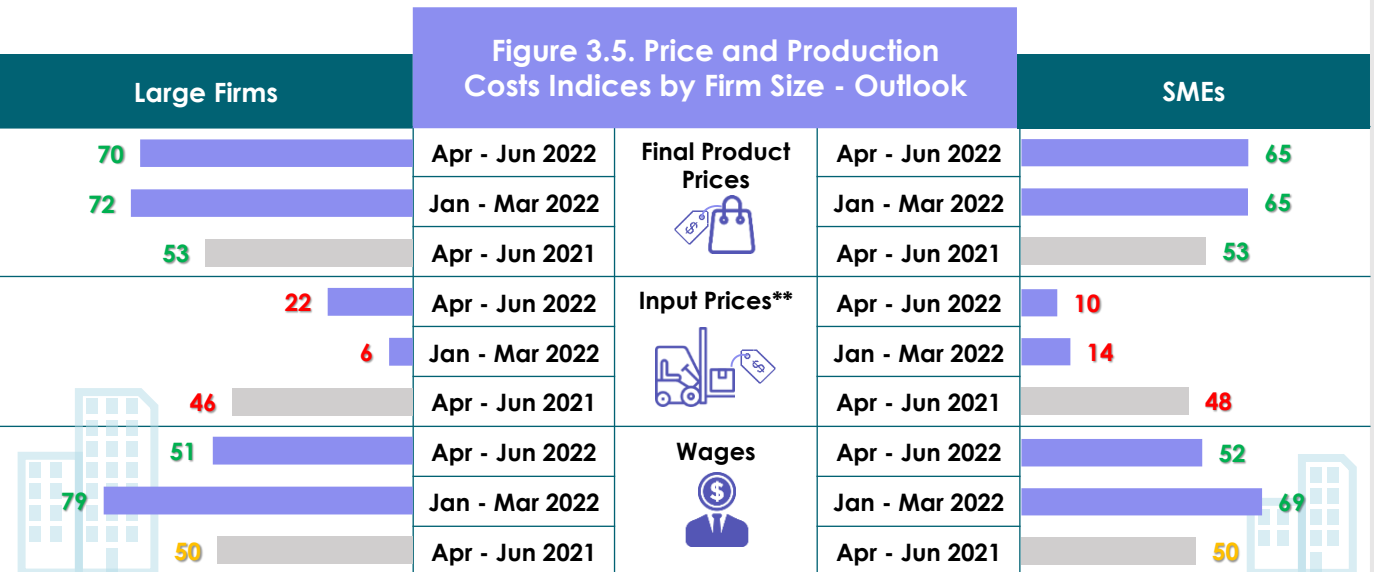 Figure 3.5. Price and Production
Costs Indices by Firm Size - Outlook
Large Firms
SMEs
70 Apr - Jun 2022 Final Product Apr - Jun 2022 65
Prices
72 Jan - Mar 2022 Jan - Mar 2022 65
53 Apr - Jun 2021 Apr - Jun 2021 53
22 Apr - Jun 2022 Input Prices** Apr - Jun 2022 10
6 Jan - Mar 2022 Jan - Mar 2022 14
46 Apr - Jun 2021 Apr - Jun 2021 48
51 Apr - Jun 2022 Wages Apr - Jun 2022 52
79 Jan - Mar 2022 $ Jan - Mar 2022 69
50 Apr - Jun 2021 Apr - Jun 2021 50